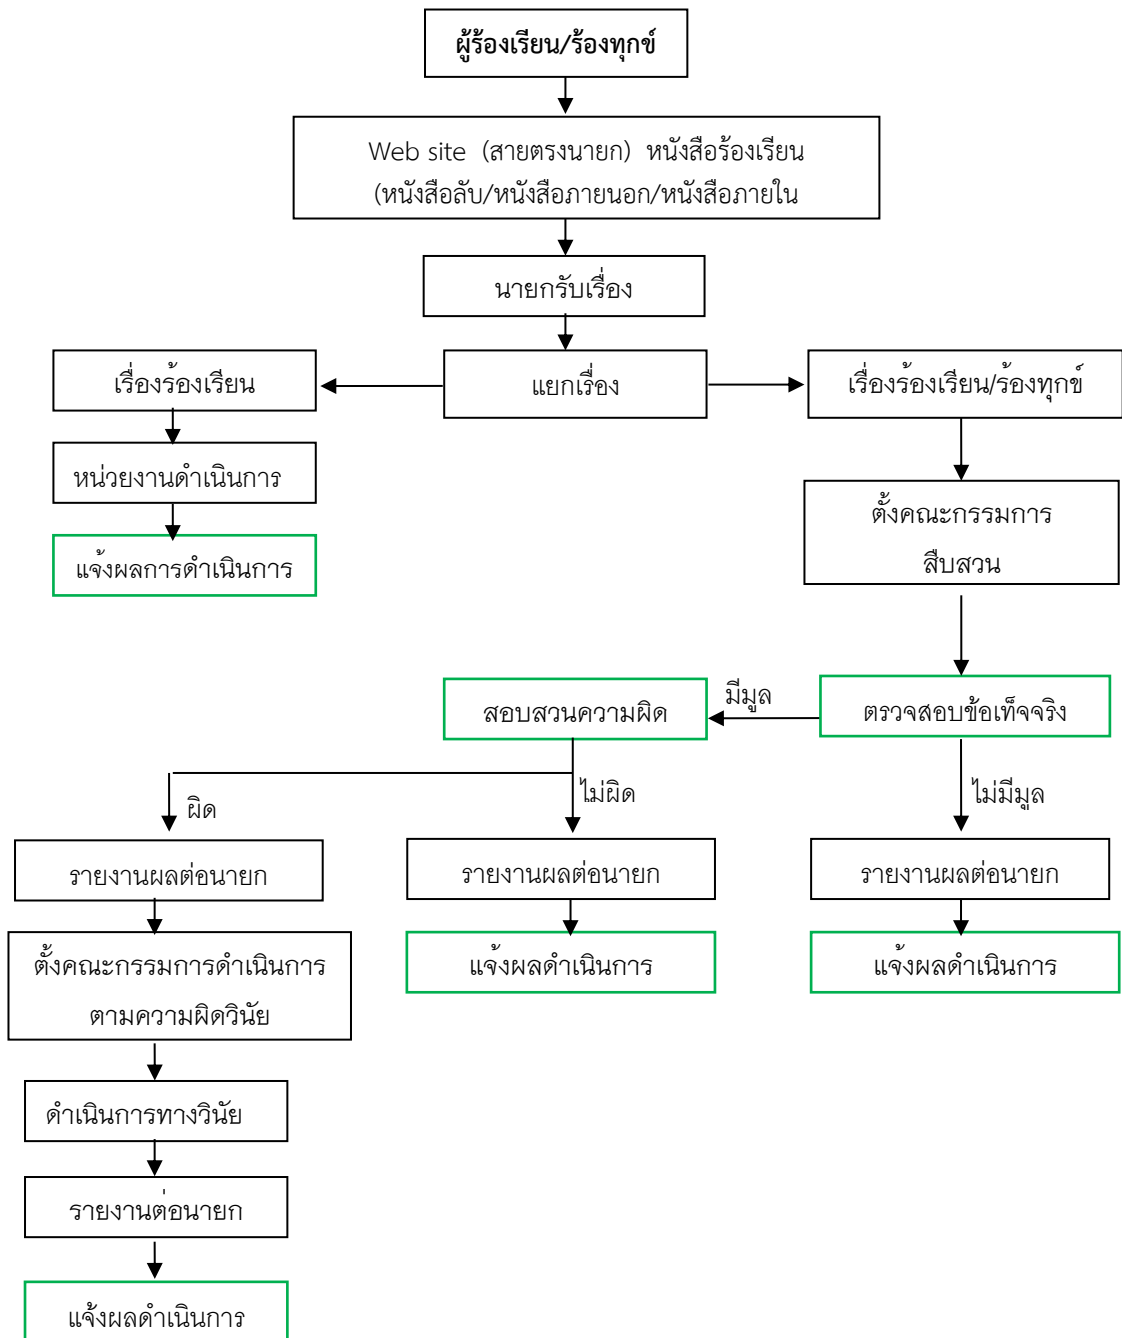 ผู้ร้องเรียน/ร้องทุกข์
Web site (สายตรงนายก) หนังสือร้องเรียน
(หนังสือลับ/หนังสือภายนอก/หนังสือภายใน
นายกรับเรื่อง
เรื่องร้องเรียน
แยกเรื่อง
เรื่องร้องเรียน/ร้องทุกข์
หน่วยงานดำเนินการ
แจ้งผลการดำเนินการ
ตั้งคณะกรรมการ
สืบสวน
สอบสวนความผิด
มีมูล
ตรวจสอบข้อเท็จจริง
ผิด
ไม่ผิด
ไม่มีมูล
รายงานผลต่อนายก
รายงานผลต่อนายก
รายงานผลต่อนายก
ตั้งคณะกรรมการดำเนินการ
ตามความผิดวินัย
แจ้งผลดำเนินการ
แจ้งผลดำเนินการ
ดำเนินการทางวินัย
รายงานต่อนายก
แจ้งผลดำเนินการ